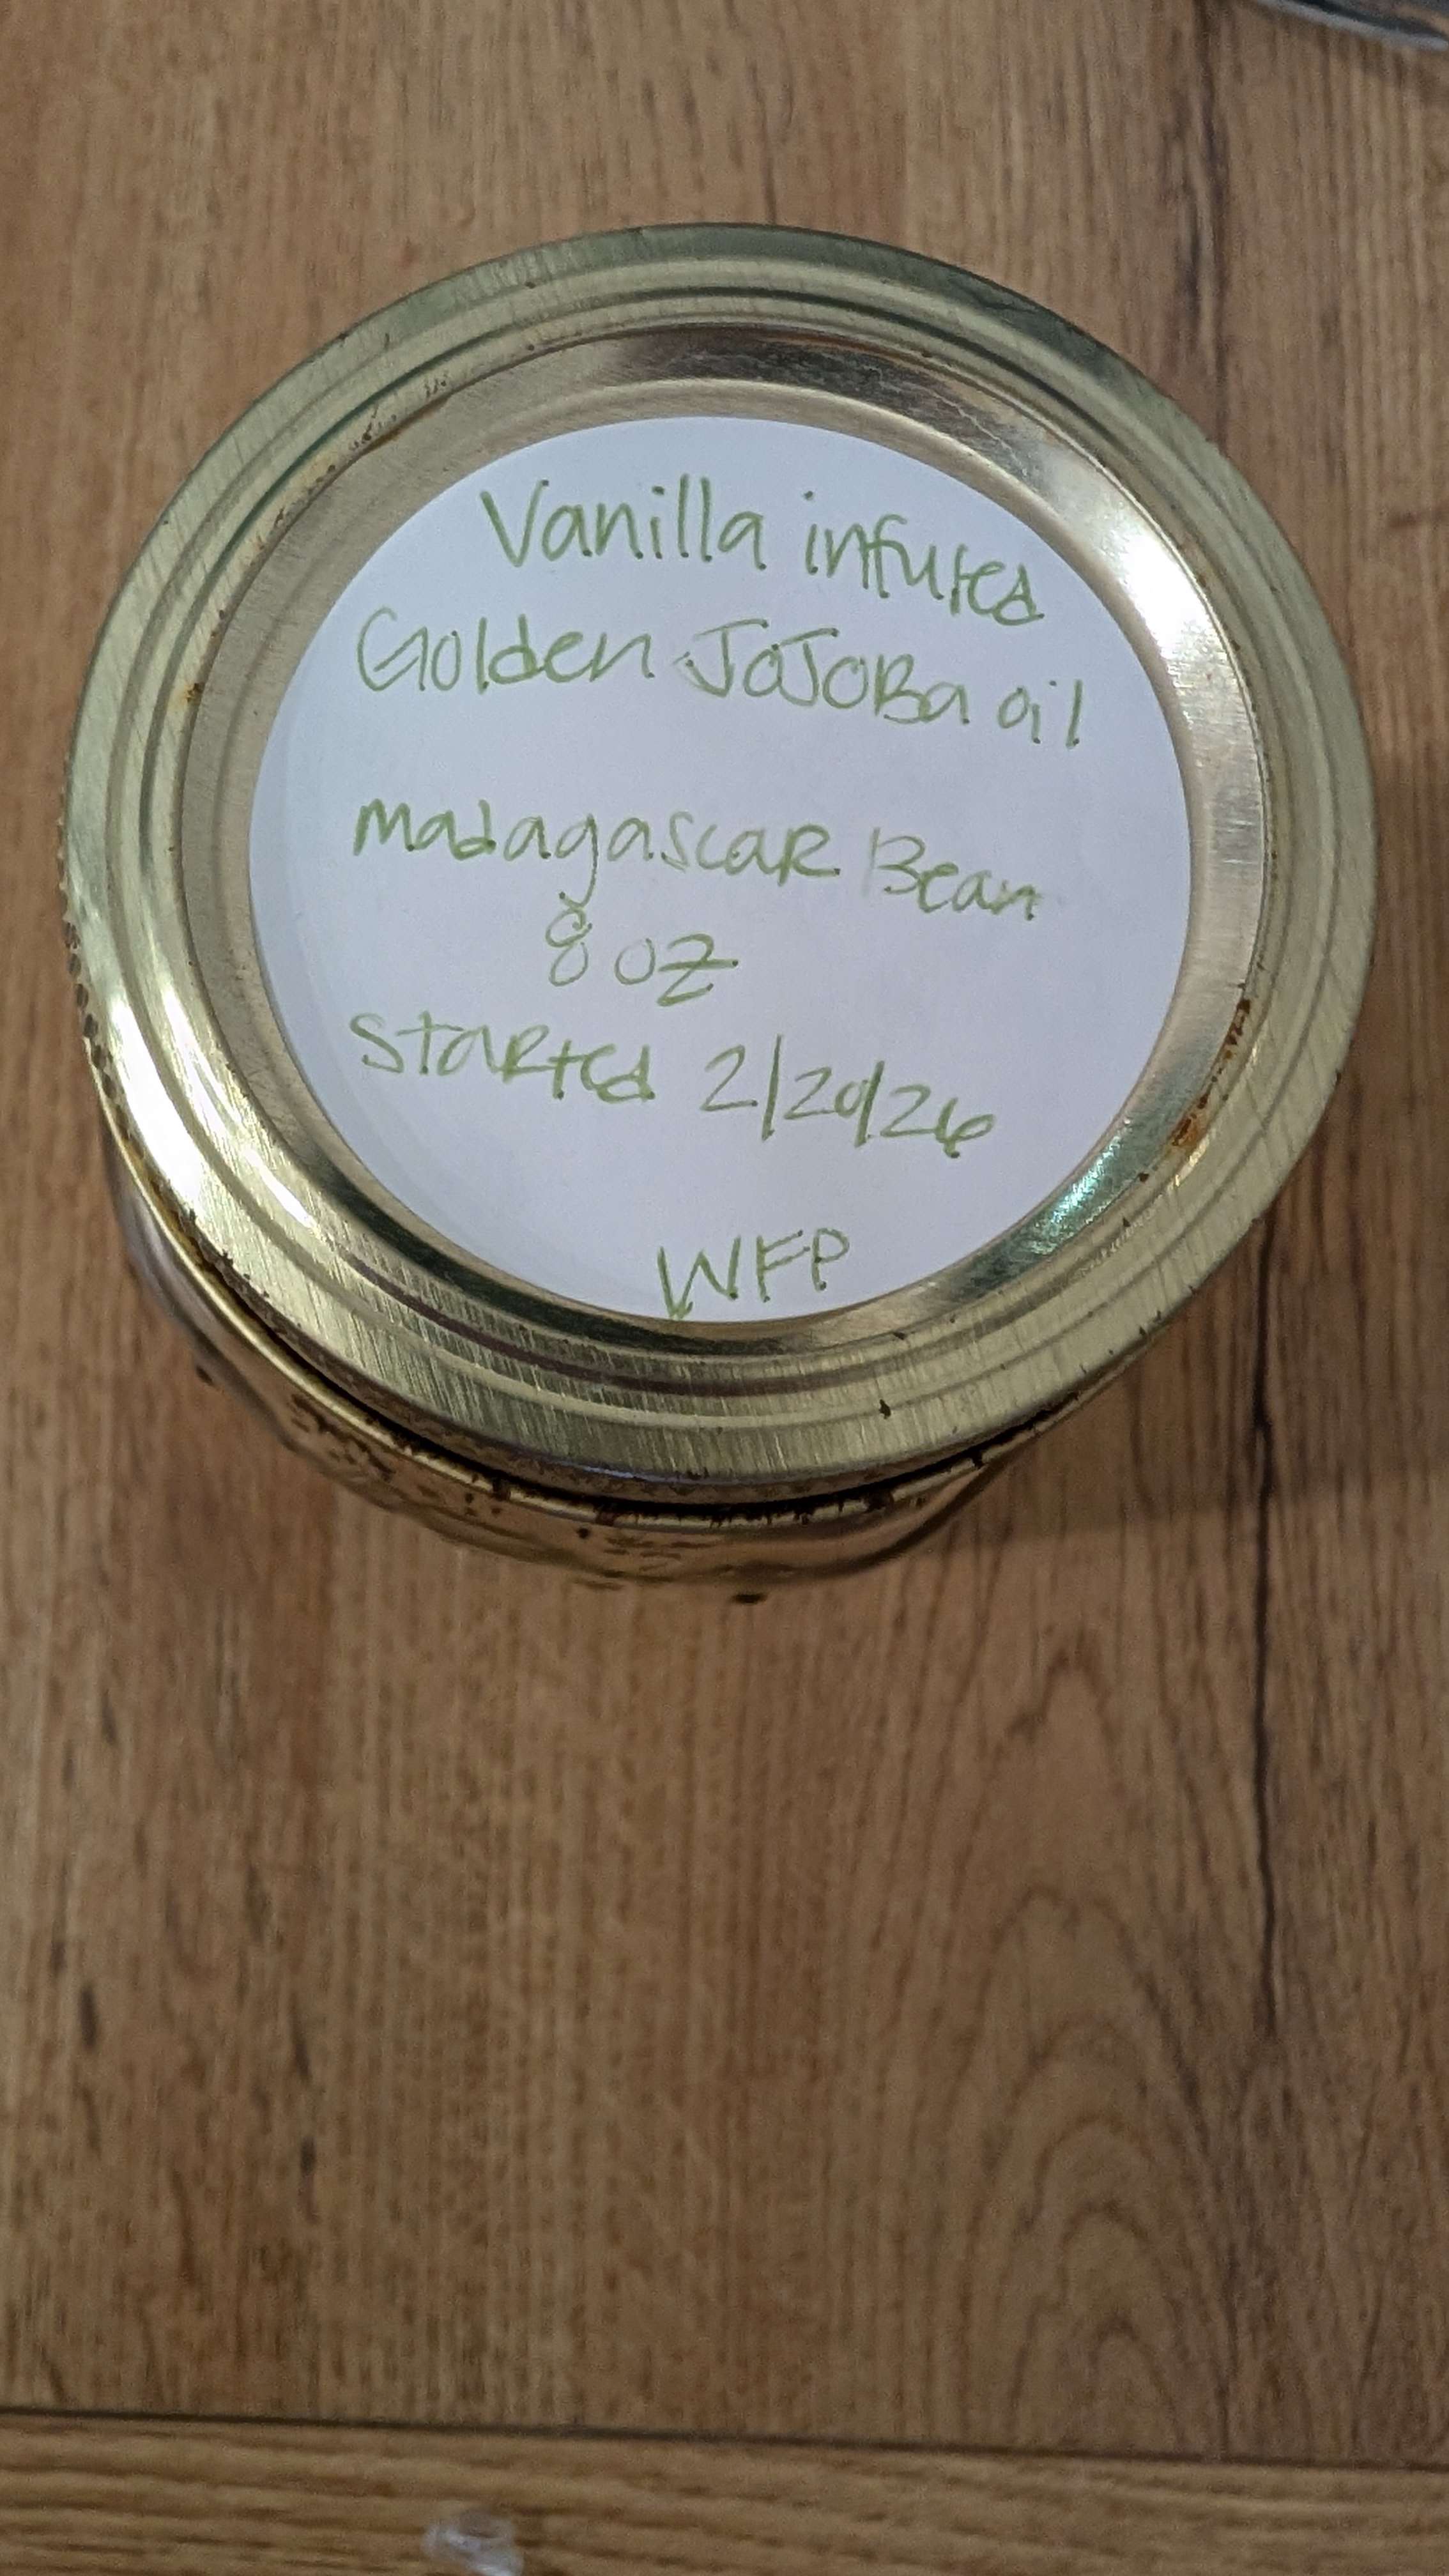 Vanilla infused
Golden JoJoBa oil
madagascaR Bean
8 oz
StaRted 2/20/26
WFP